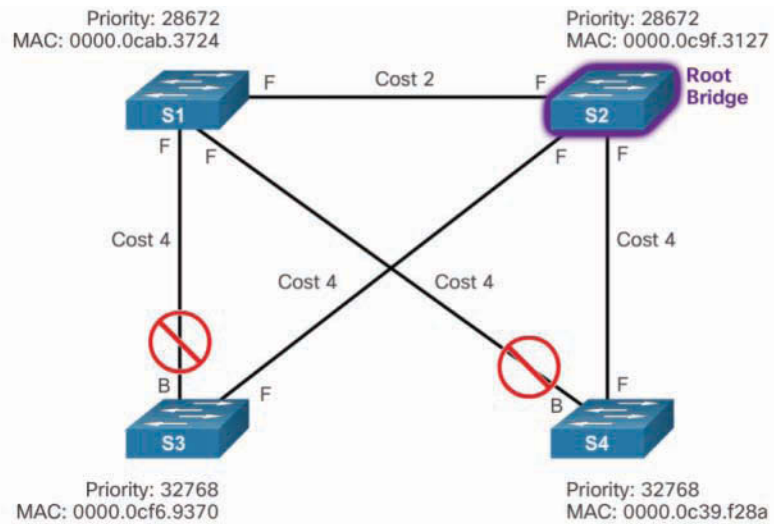 Priority: 28672
MAC: 0000.0cab.3724
Priority: 28672
MAC: 0000.0c9f.3127
Root
Bridge
F
Cost 2
F
S1
S2
F
F
F
F
Cost 4
Cost 4
Cost 4
Cost 4
B
F
B
F
S3
S4
Priority: 32768
MAC: 0000.0cf6.9370
Priority: 32768
MAC: 0000.0c39.f28a